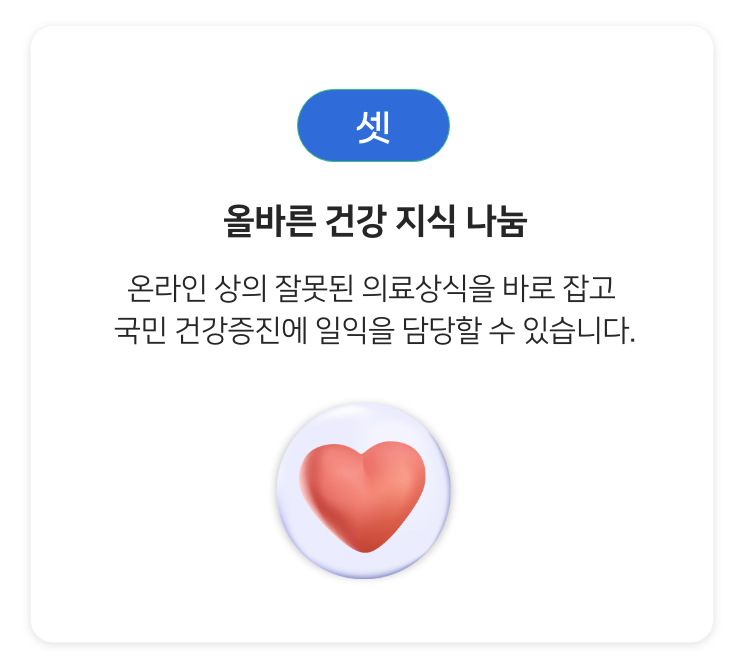 셋
올바른 건강 지식 나눔
온라인 상의 잘못된 의료상식을 바로 잡고
국민 건강증진에 일익을 담당할 수 있습니다.